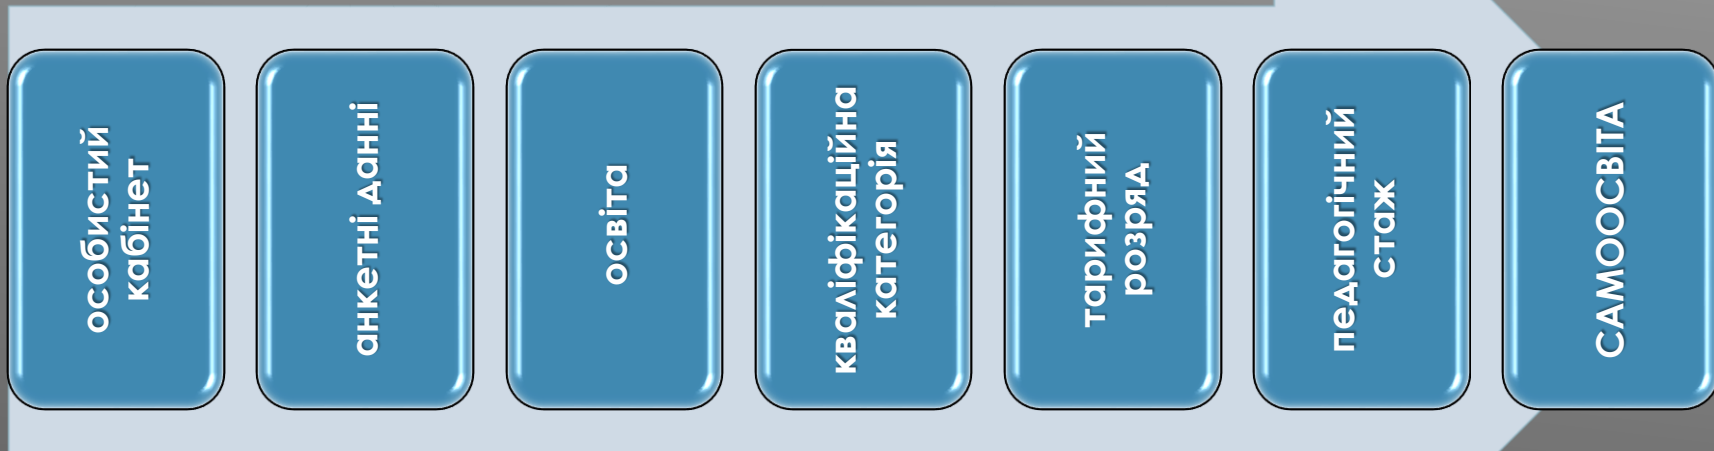 особистий
кабінет
анкетні данні
освіта
кваліфікаційна
категорія
тарифний
розряд
педагогічний
стаж
САМООСВІТА